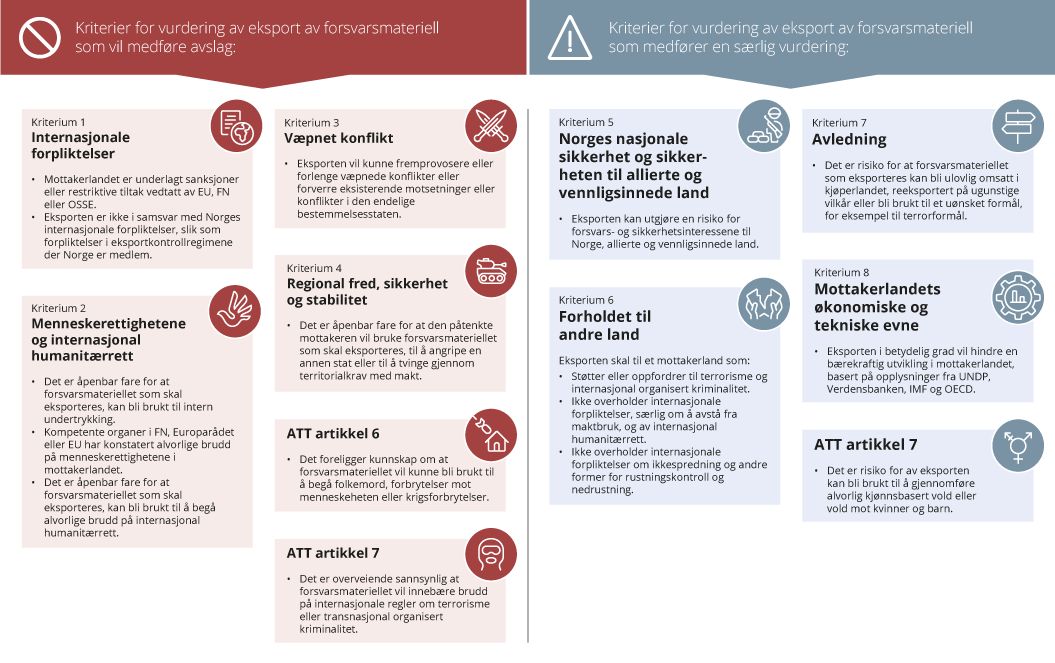 Kriterier for vurdering av eksport av forsvarsmateriell
som vil medføre avslag:
Kriterium 1
Internasjonale
forpliktelser
• Mottakerlandet er underlagt sanksjoner
eller restriktive tiltak vedtatt av EU, FN
eller OSSE.
• Eksporten er ikke i samsvar med Norges
internasjonale forpliktelser, slik som
forpliktelser i eksportkontrollregimene
der Norge er medlem.
Kriterium 2
Menneskerettighetene
og internasjonal
humanitærrett
• Det er åpenbar fare for at
forsvarsmateriellet som skal
eksporteres, kan bli brukt til intern
undertrykking.
• Kompetente organer i FN, Europarådet
eller EU har konstatert alvorlige brudd
på menneskerettighetene i
mottakerlandet.
• Det er åpenbar fare for at
forsvarsmateriellet som skal
eksporteres, kan bli brukt til å begå
alvorlige brudd på internasjonal
humanitærrett.
Kriterium 3
Væpnet konflikt
• Eksporten vil kunne fremprovosere eller
forlenge væpnede konflikter eller
forverre eksisterende motsetninger eller
konflikter i den endelige
bestemmelsesstaten.
Kriterium 4
Regional fred, sikkerhet
og stabilitet
• Det er åpenbar fare for at den påtenkte
mottakeren vil bruke forsvarsmateriellet
som skal eksporteres, til å angripe en
annen stat eller til å tvinge gjennom
territorialkrav med makt.
ATT artikkel 6
• Det foreligger kunnskap om at
forsvarsmateriellet vil kunne bli brukt til
å begå folkemord, forbrytelser mot
menneskeheten eller krigsforbrytelser.
ATT artikkel 7
• Det er overveiende sannsynlig at
forsvarsmateriellet vil innebære brudd
på internasjonale regler om terrorisme
eller transnasjonal organisert
kriminalitet.
Kriterier for vurdering av eksport av forsvarsmateriell
som medfører en særlig vurdering:
Kriterium 5
Norges nasjonale
sikkerhet og sikker-
heten til allierte og
vennligsinnede land
• Eksporten kan utgjøre en risiko for
forsvars- og sikkerhetsinteressene til
Norge, allierte og vennligsinnede land.
Kriterium 6
Forholdet til
andre land
Eksporten skal til et mottakerland som:
• Støtter eller oppfordrer til terrorisme og
internasjonal organisert kriminalitet.
• Ikke overholder internasjonale
forpliktelser, særlig om å avstå fra
maktbruk, og av internasjonal
humanitærrett.
• Ikke overholder internasjonale
forpliktelser om ikkespredning og andre
former for rustningskontroll og
nedrustning.
Kriterium 7
Avledning
• Det er risiko for at forsvarsmateriellet
som eksporteres kan bli ulovlig omsatt i
kjøperlandet, reeksportert på ugunstige
vilkår eller bli brukt til et uønsket formål,
for eksempel til terrorformål.
Kriterium 8
Mottakerlandets
økonomiske og
tekniske evne
• Eksporten i betydelig grad vil hindre en
bærekraftig utvikling i mottakerlandet,
basert på opplysninger fra UNDP,
Verdensbanken, IMF og OECD.
ATT artikkel 7
• Det er risiko for av eksporten
kan bli brukt til å gjennomføre
alvorlig kjønnsbasert vold eller
vold mot kvinner og barn.